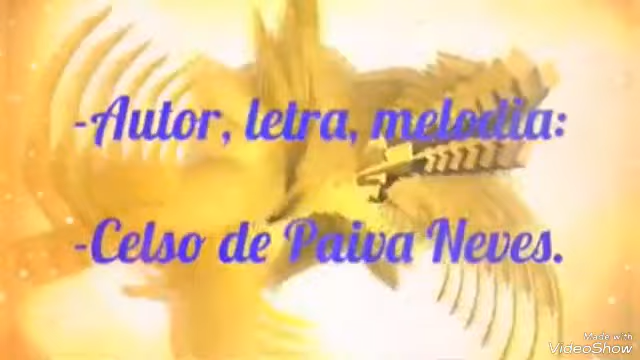 -Autor, letra, melodia:
-Celso de Paiva Neves.
Made with
VideoShow